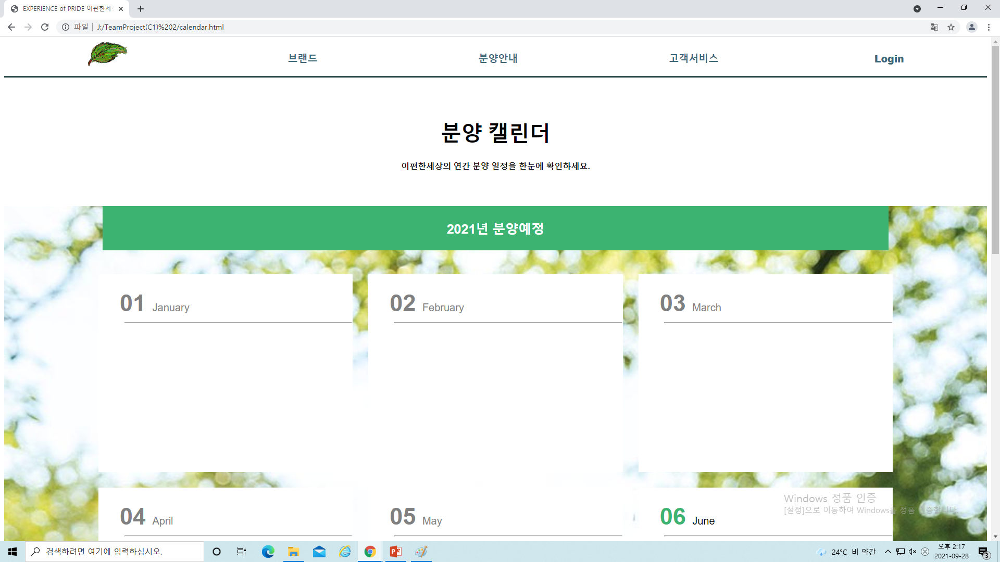 EXPERIENCE of PRIDE 이편한세
파일 J:/TeamProject(C1)%202/calendar.html
브랜드 분양안내 고객서비스 Login
분양 캘린더
이편한세상의 연간 분양 일정을 한눈에 확인하세요.
2021년 분양예정
01 January 02 February 03 March
04 April 05 May 06 June
Windows 정품 인증
[설정]으로 이동하여 Windows를 정품 인증합니다.
검색하려면 여기에 입력하십시오.
24°C 비 약간
오후 2:17
2021-09-28
3